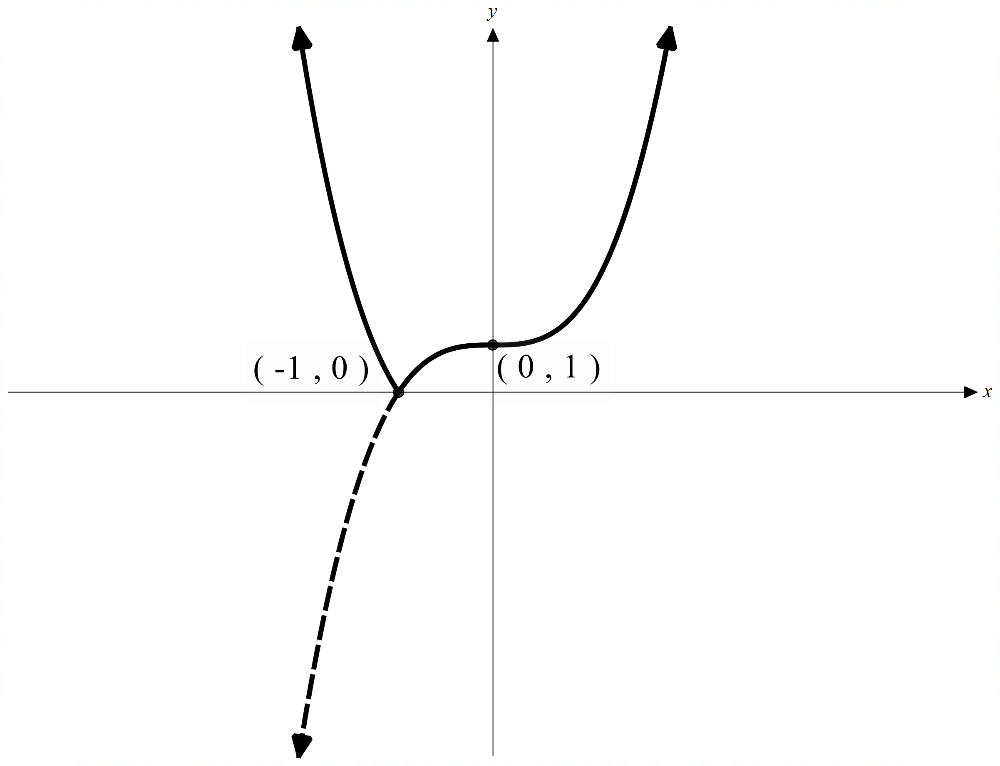 y
( -1 , 0 )
( 0 , 1 )
x